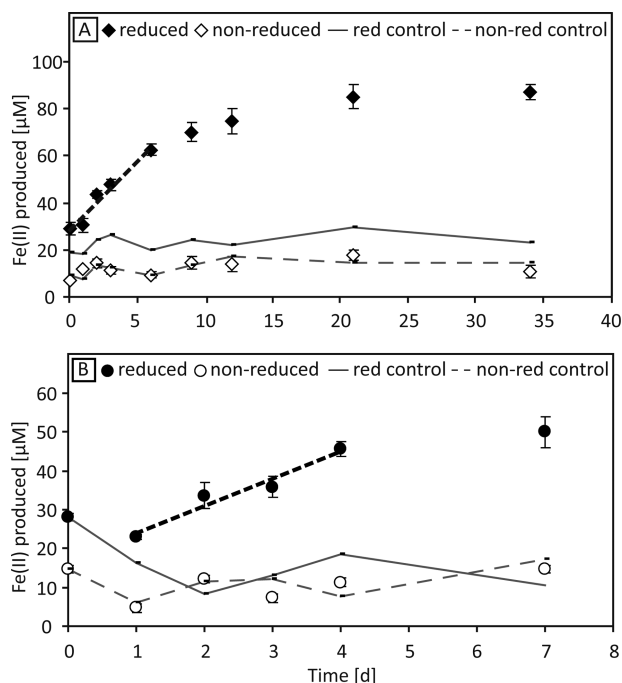 A reduced non-reduced red control non-red control
Fe(II) produced [µM]
100
80
60
40
20
0
0 5 10 15 20 25 30 35 40
B reduced non-reduced red control non-red control
Fe(II) produced [µM]
60
50
40
30
20
10
0
0 1 2 3 4 5 6 7 8
Time [d]